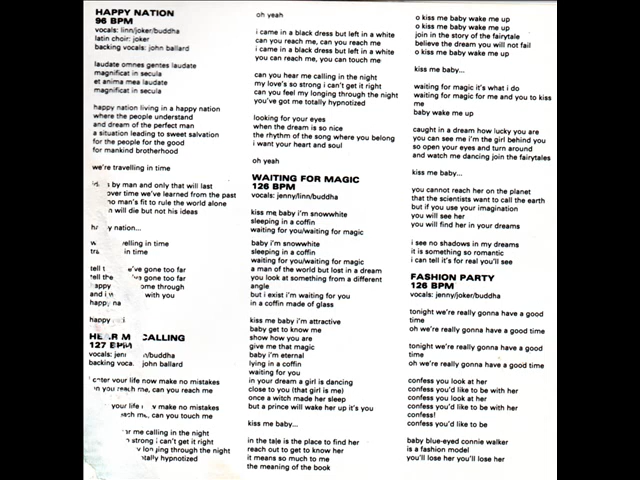 HAPPY NATION
96 BPM
vocals: linn/joker/buddha
latin choir: joker
backing vocals: john ballard
laudate omnes gentes laudate
magnificat in secula
et anima mea laudate
magnificat in secula
happy nation living in a happy nation
where the people understand
and dream of the perfect man
a situation leading to sweet salvation
for the people for the good
for mankind brotherhood
we're travelling in time
by man and only that will last
over time we've learned from the past
no man's fit to rule the world alone
will die but not his ideas
nation...
velling in time
in time
tell e've gone too far
tell the 've gone too far
appy ome through
and i with you
happ na
happy
HEAR M CALLING
127 BPM
vocals: jen n/buddha
backing voca john ballard
enter your life now make no mistakes
n you reach me, can you reach me
your life w make no mistakes
ch me, can you touch me
ar me calling in the night
strong i can't get it right
y longing through the night
totally hypnotized
oh yeah
i came in a black dress but left in a white
can you reach me, can you reach me
i came in a black dress but left in a white
can you reach me, can you touch me
can you hear me calling in the night
my love's so strong i can't get it right
can you feel my longing through the night
you've got me totally hypnotized
looking for your eyes
when the dream is so nice
the rhythm of the song where you belong
i want your heart and soul
oh yeah
WAITING FOR MAGIC
126 BPM
vocals: jenny/linn/buddha
kiss me baby i'm snowwhite
sleeping in a coffin
waiting for you/waiting for magic
baby i'm snowwhite
sleeping in a coffin
waiting for you/waiting for magic
a man of the world but lost in a dream
you look at something from a different
angle
but i exist i'm waiting for you
in a coffin made of glass
kiss me baby i'm attractive
baby get to know me
show how you are
give me that magic
baby i'm eternal
lying in a coffin
waiting for you
in your dream a girl is dancing
close to you (that girl is me)
once a witch made her sleep
but a prince will wake her up it's you
kiss me baby...
in the tale is the place to find her
reach out to get to know her
it means so much to me
the meaning of the book
o kiss me baby wake me up
o kiss me baby wake me up
join in the story of the fairytale
believe the dream you will not fail
o kiss me baby wake me up
kiss me baby...
waiting for magic it's what i do
waiting for magic for me and you to kiss
me
baby wake me up
caught in a dream how lucky you are
you can see me i'm the girl behind you
so open your eyes and turn around
and watch me dancing join the fairytales
kiss me baby...
you cannot reach her on the planet
that the scientists want to call the earth
but if you use your imagination
you will see her
you will find her in your dreams
i see no shadows in my dreams
it is something so romantic
i can tell it's for real you'll see
FASHION PARTY
126 BPM
vocals: jenny/joker/buddha
tonight we're really gonna have a good
time
oh we're really gonna have a good time
tonight we're really gonna have a good
time
oh we're really gonna have a good time
confess you look at her
confess you'd like to be with her
confess you look at her
confess you'd like to be with her
confess!
confess you'd like to be
baby blue-eyed connie walker
is a fashion model
you'll lose her you'll lose her